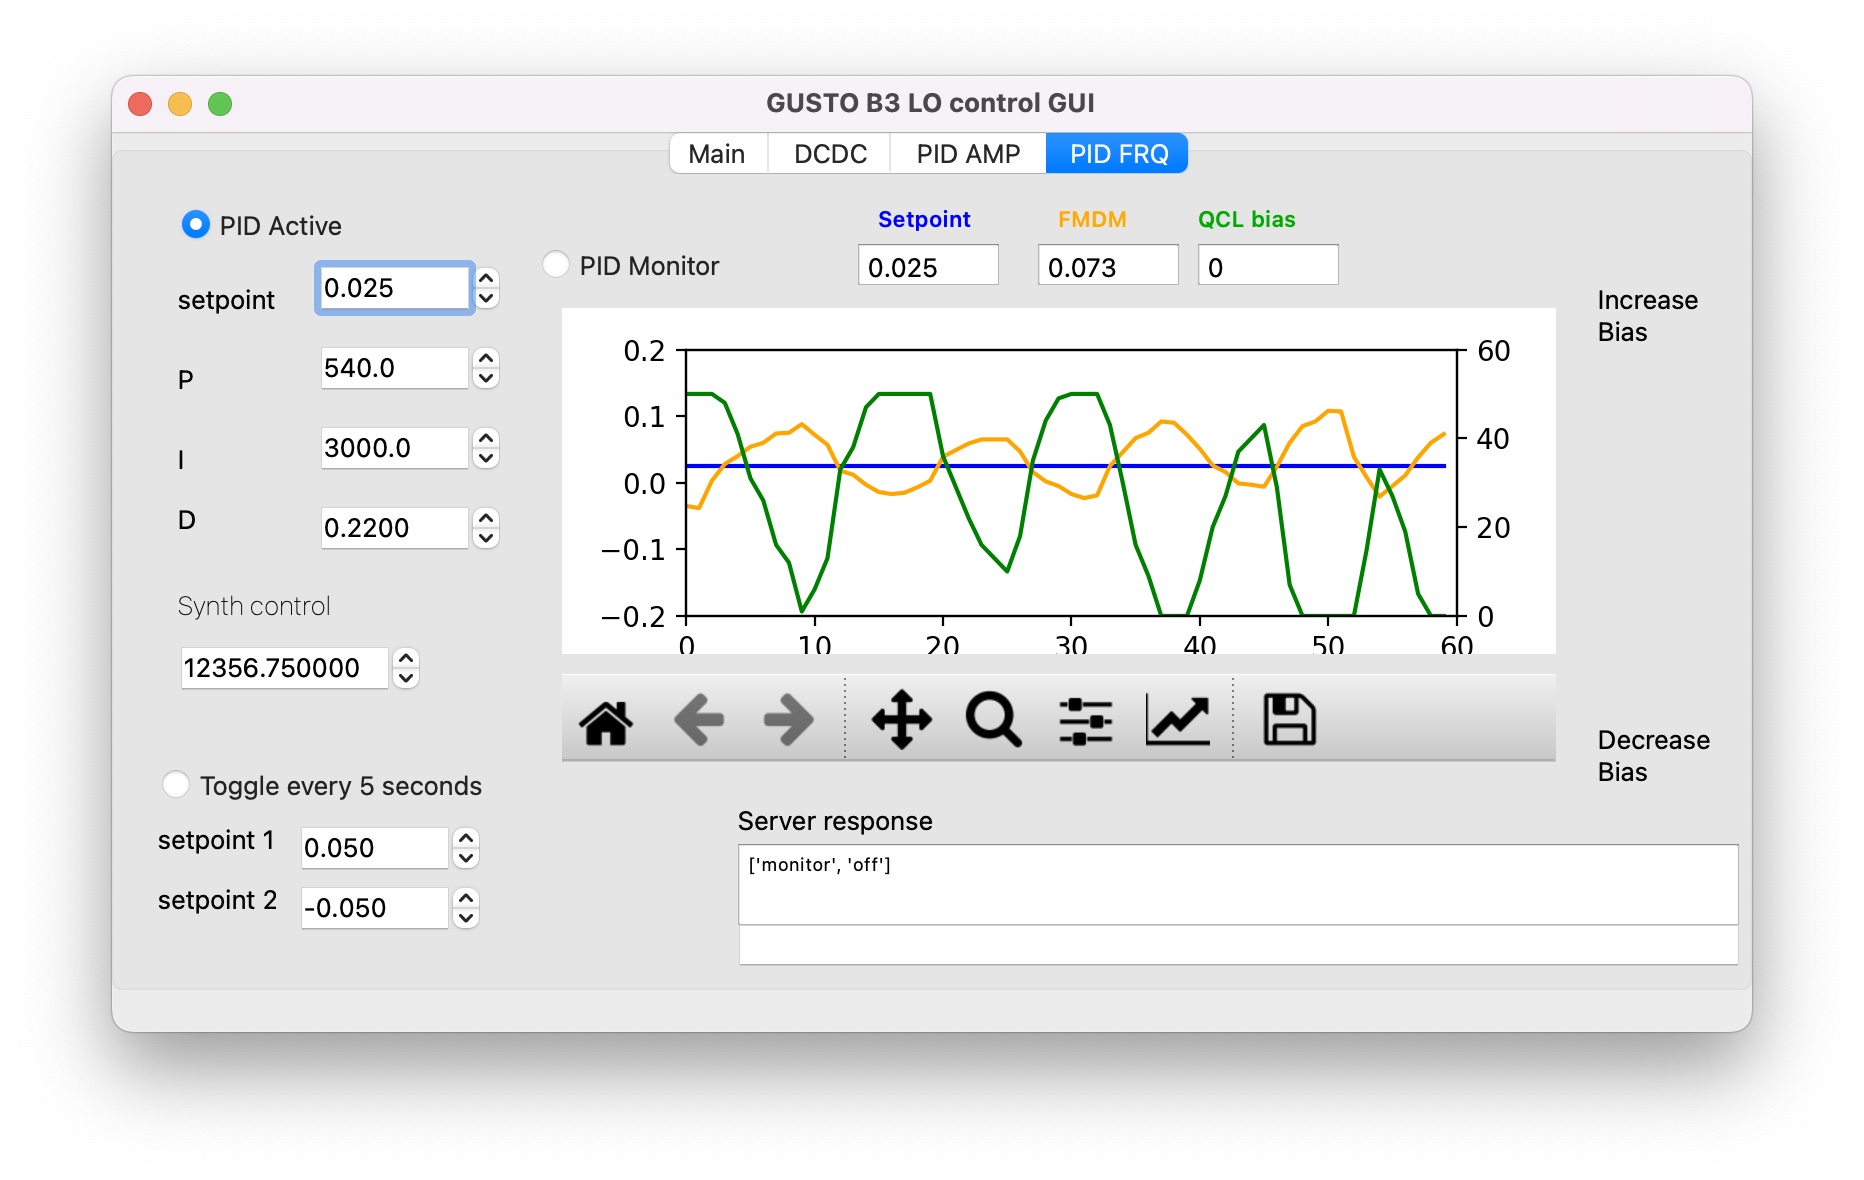 GUSTO B3 LO control GUI
Main DCDC PID AMP PID FRQ
PID Active
setpoint 0.025
P 540.0
I 3000.0
D 0.2200
Synth control
12356.750000
Toggle every 5 seconds
setpoint 1 0.050
setpoint 2 -0.050
PID Monitor
Setpoint FMDM QCL bias
0.025 0.073 0
0.2
0.1
0.0
−0.1
−0.2
60
40
20
0
0 10 20 30 40 50 60
Increase
Bias
Decrease
Bias
Server response
['monitor', 'off']